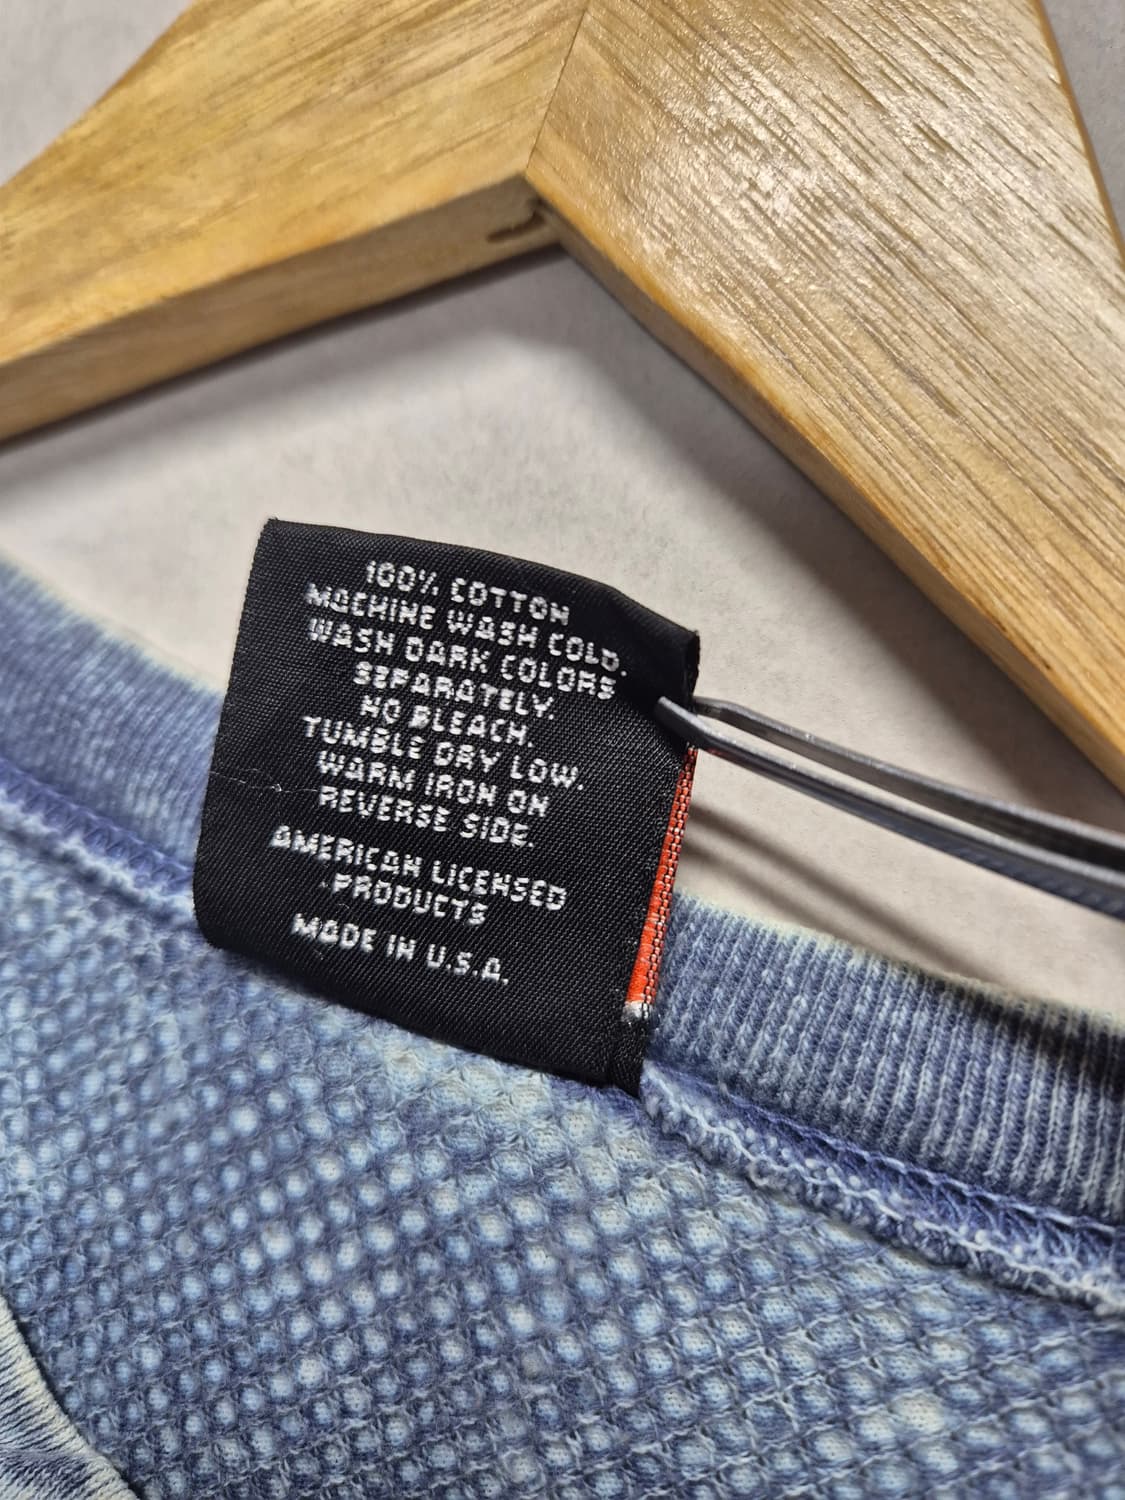 100% COTTON
MACHINE WASH COLD.
WASH DARK COLORS
SEPARATELY.
NO BLEACH.
TUMBLE DRY LOW.
WARM IRON ON
REVERSE SIDE.
AMERICAN LICENSED
PRODUCTS
MADE IN U.S.A.